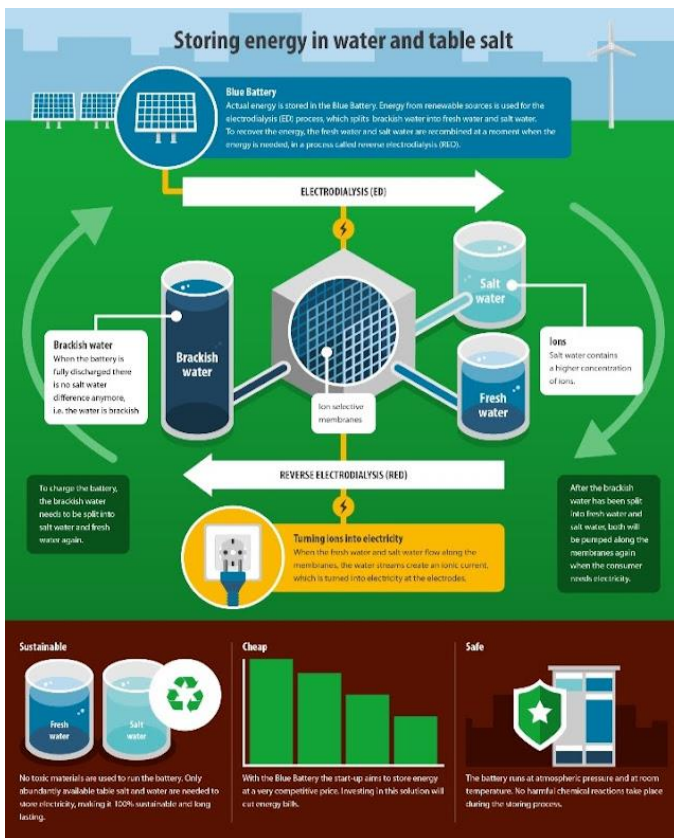 Storing energy in water and table salt
Blue Battery
Actual energy is stored in the Blue Battery. Energy from renewable sources is used for the
electrodialysis (ED) process, which splits brackish water into fresh water and salt water.
To recover the energy, the fresh water and salt water are recombined at a moment when the
energy is needed, in a process called reverse electrodialysis (RED).
ELECTRODIALYSIS (ED)
Salt
water
Brackish water
When the battery is
fully discharged there
is no salt water
difference anymore,
i.e. the water is brackish
Brackish
water
Ions
Salt water contains
a higher concentration
of ions.
Fresh
water
Ion selective
membranes
REVERSE ELECTRODIALYSIS (RED)
To charge the battery,
the brackish water
needs to be split into
salt water and fresh
water again.
Turning ions into electricity
When the fresh water and salt water flow along the
membranes, the water streams create an ionic current,
which is turned into electricity at the electrodes.
After the brackish
water has been split
into fresh water and
salt water, both will
be pumped along the
membranes again
when the consumer
needs electricity.
Sustainable
Fresh
water
Salt
water
No toxic materials are used to run the battery. Only
abundantly available table salt and water are needed to
store electricity, making it 100% sustainable and long
lasting.
Cheap
With the Blue Battery the start-up aims to store energy
at a very competitive price. Investing in this solution will
cut energy bills.
Safe
The battery runs at atmospheric pressure and at room
temperature. No harmful chemical reactions take place
during the storing process.